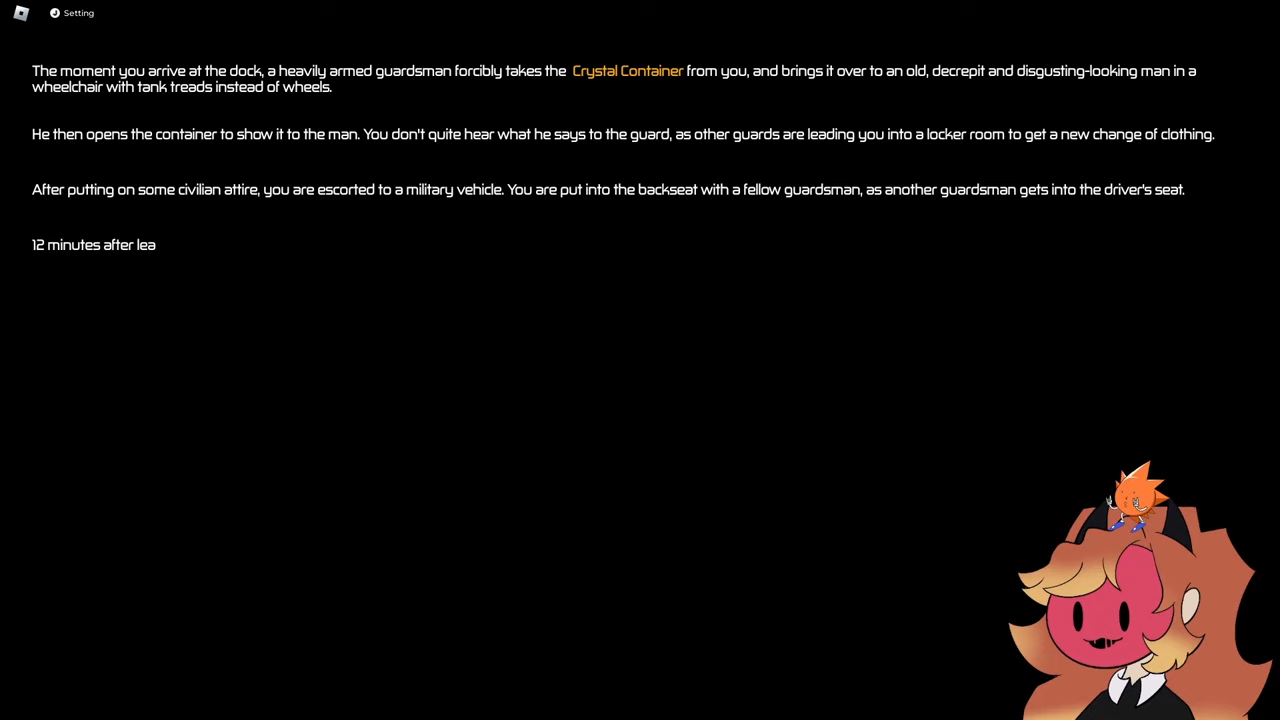 Setting
The moment you arrive at the dock, a heavily armed guardsman forcibly takes the Crystal Container from you, and brings it over to an old, decrepit and disgusting-looking man in a
wheelchair with tank treads instead of wheels.
He then opens the container to show it to the man. You don't quite hear what he says to the guard, as other guards are leading you into a locker room to get a new change of clothing.
After putting on some civilian attire, you are escorted to a military vehicle. You are put into the backseat with a fellow guardsman, as another guardsman gets into the driver's seat.
12 minutes after lea